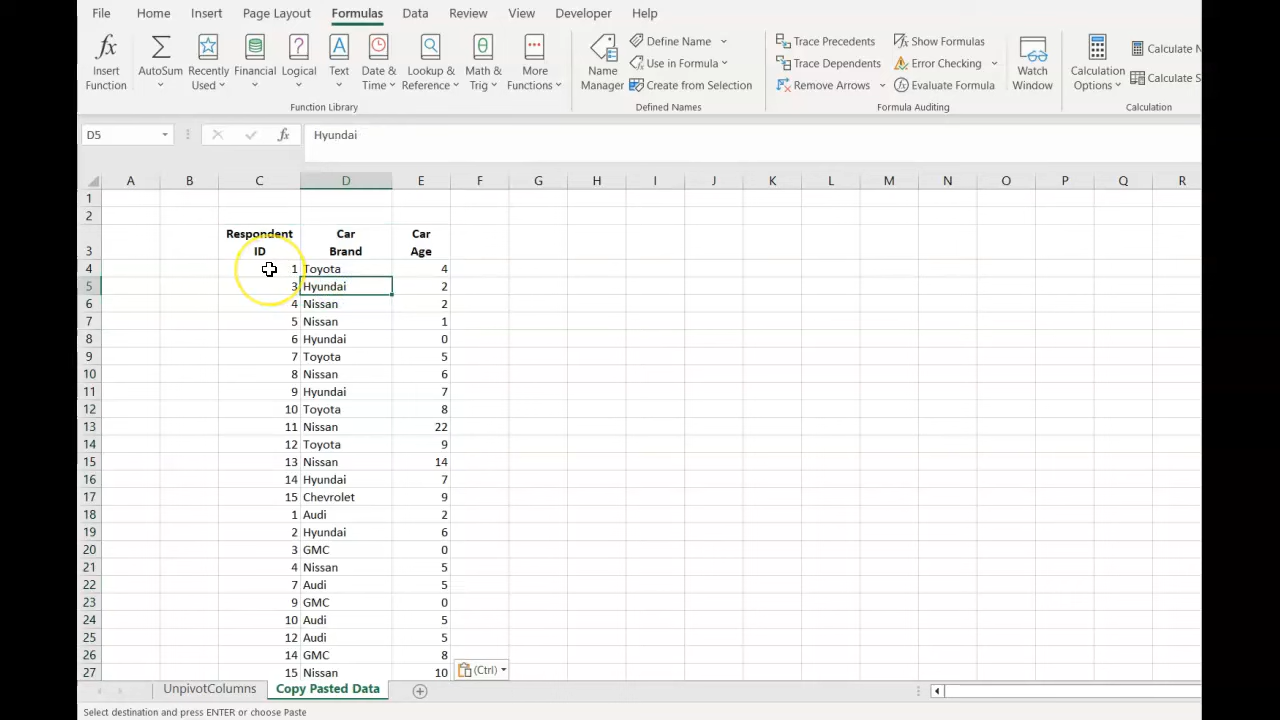 File Home Insert Page Layout Formulas Data Review View Developer Help
fx Σ ? A θ
Insert Function AutoSum Recently Used Financial Logical Text Date & Time Lookup & Reference Math & Trig More Functions
Function Library
Name Manager
Define Name
Use in Formula
Create from Selection
Defined Names
Trace Precedents Show Formulas
Trace Dependents Error Checking
Remove Arrows Evaluate Formula
Formula Auditing
Watch Window
Calculation Options
Calculate N
Calculate S
Calculation
D5 fx Hyundai
A B C D E F G H I J K L M N O P Q R
1
2
Respondent Car Car
3 ID Brand Age
4 1 Toyota 4
5 3 Hyundai 2
6 4 Nissan 2
7 5 Nissan 1
8 6 Hyundai 0
9 7 Toyota 5
10 8 Nissan 6
11 9 Hyundai 7
12 10 Toyota 8
13 11 Nissan 22
14 12 Toyota 9
15 13 Nissan 14
16 14 Hyundai 7
17 15 Chevrolet 9
18 1 Audi 2
19 2 Hyundai 6
20 3 GMC 0
21 4 Nissan 5
22 7 Audi 5
23 9 GMC 0
24 10 Audi 5
25 12 Audi 5
26 14 GMC 8
27 15 Nissan 10
(Ctrl)
UnpivotColumns Copy Pasted Data
Select destination and press ENTER or choose Paste